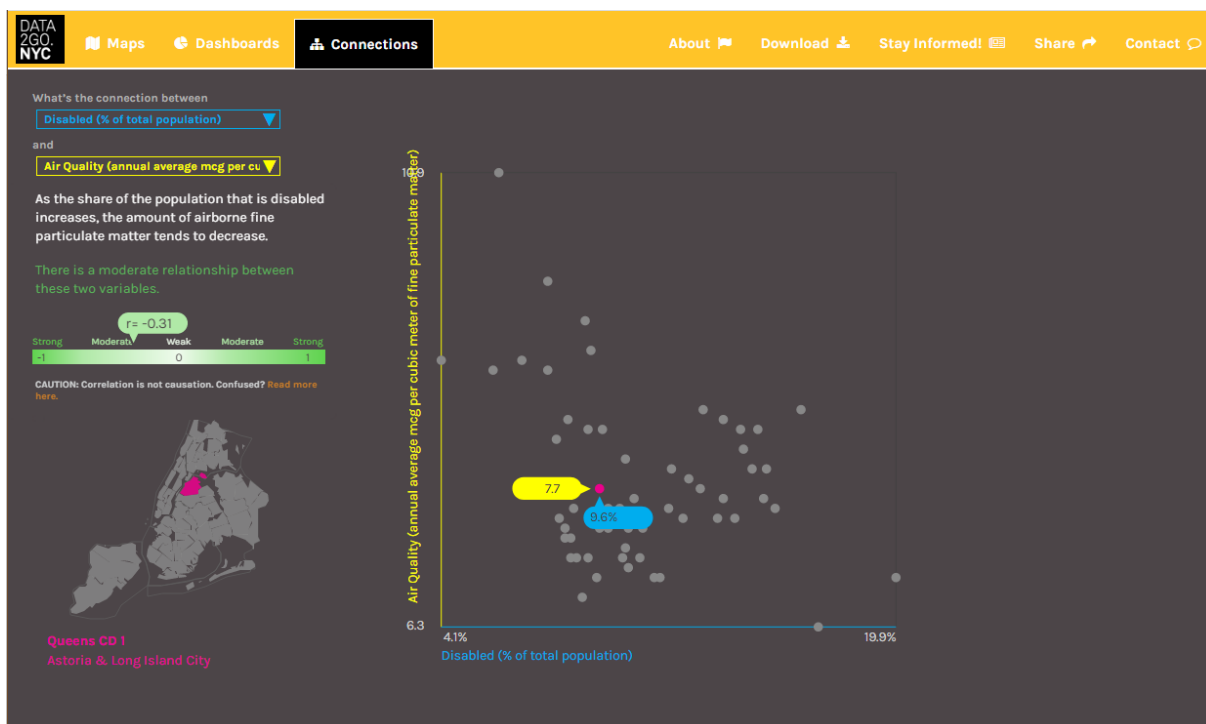 DATA
2GO.
NYC
Maps
Dashboards
Connections
About
Download
Stay Informed!
Share
Contact
What's the connection between
Disabled (% of total population)
and
Air Quality (annual average mcg per cu
As the share of the population that is disabled
increases, the amount of airborne fine
particulate matter tends to decrease.
There is a moderate relationship between
these two variables.
r= -0.31
Strong
Moderate
Weak
Moderate
Strong
-1
0
1
CAUTION: Correlation is not causation. Confused? Read more
here.
Queens CD 1
Astoria & Long Island City
Air Quality (annual average mcg per cubic meter of fine particulate matter)
10.9
7.7
9.6%
6.3
4.1%
19.9%
Disabled (% of total population)